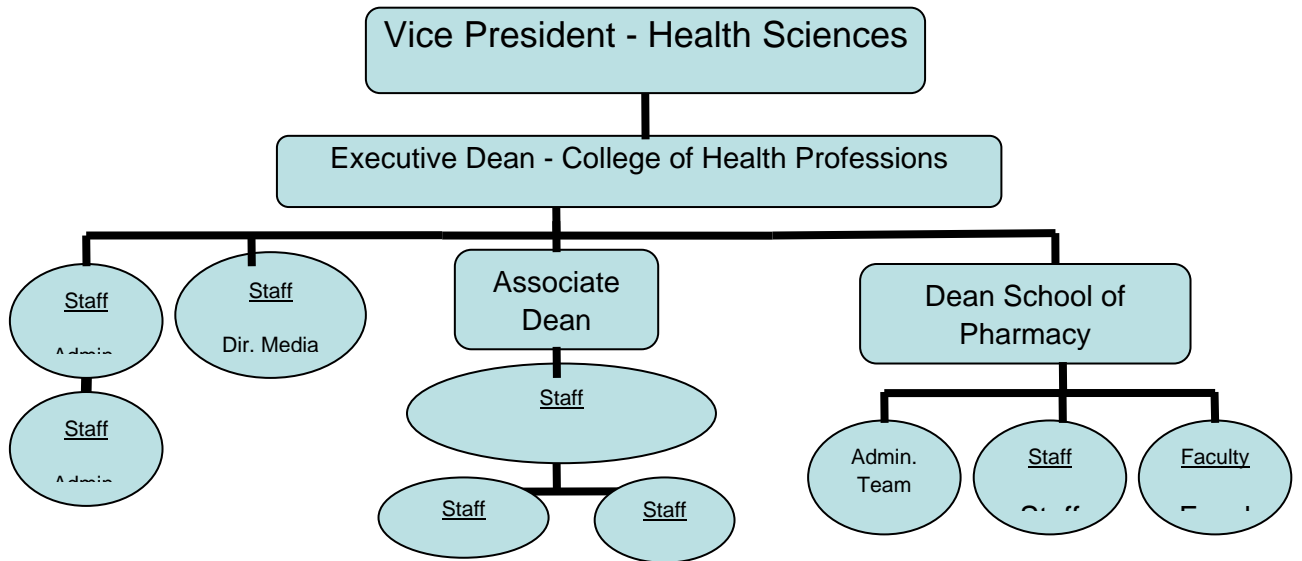 Vice President - Health Sciences
Executive Dean - College of Health Professions
Staff
Staff
Dir. Media
Associate
Dean
Dean School of
Pharmacy
Staff
Staff
Staff
Staff
Admin.
Team
Staff
Faculty